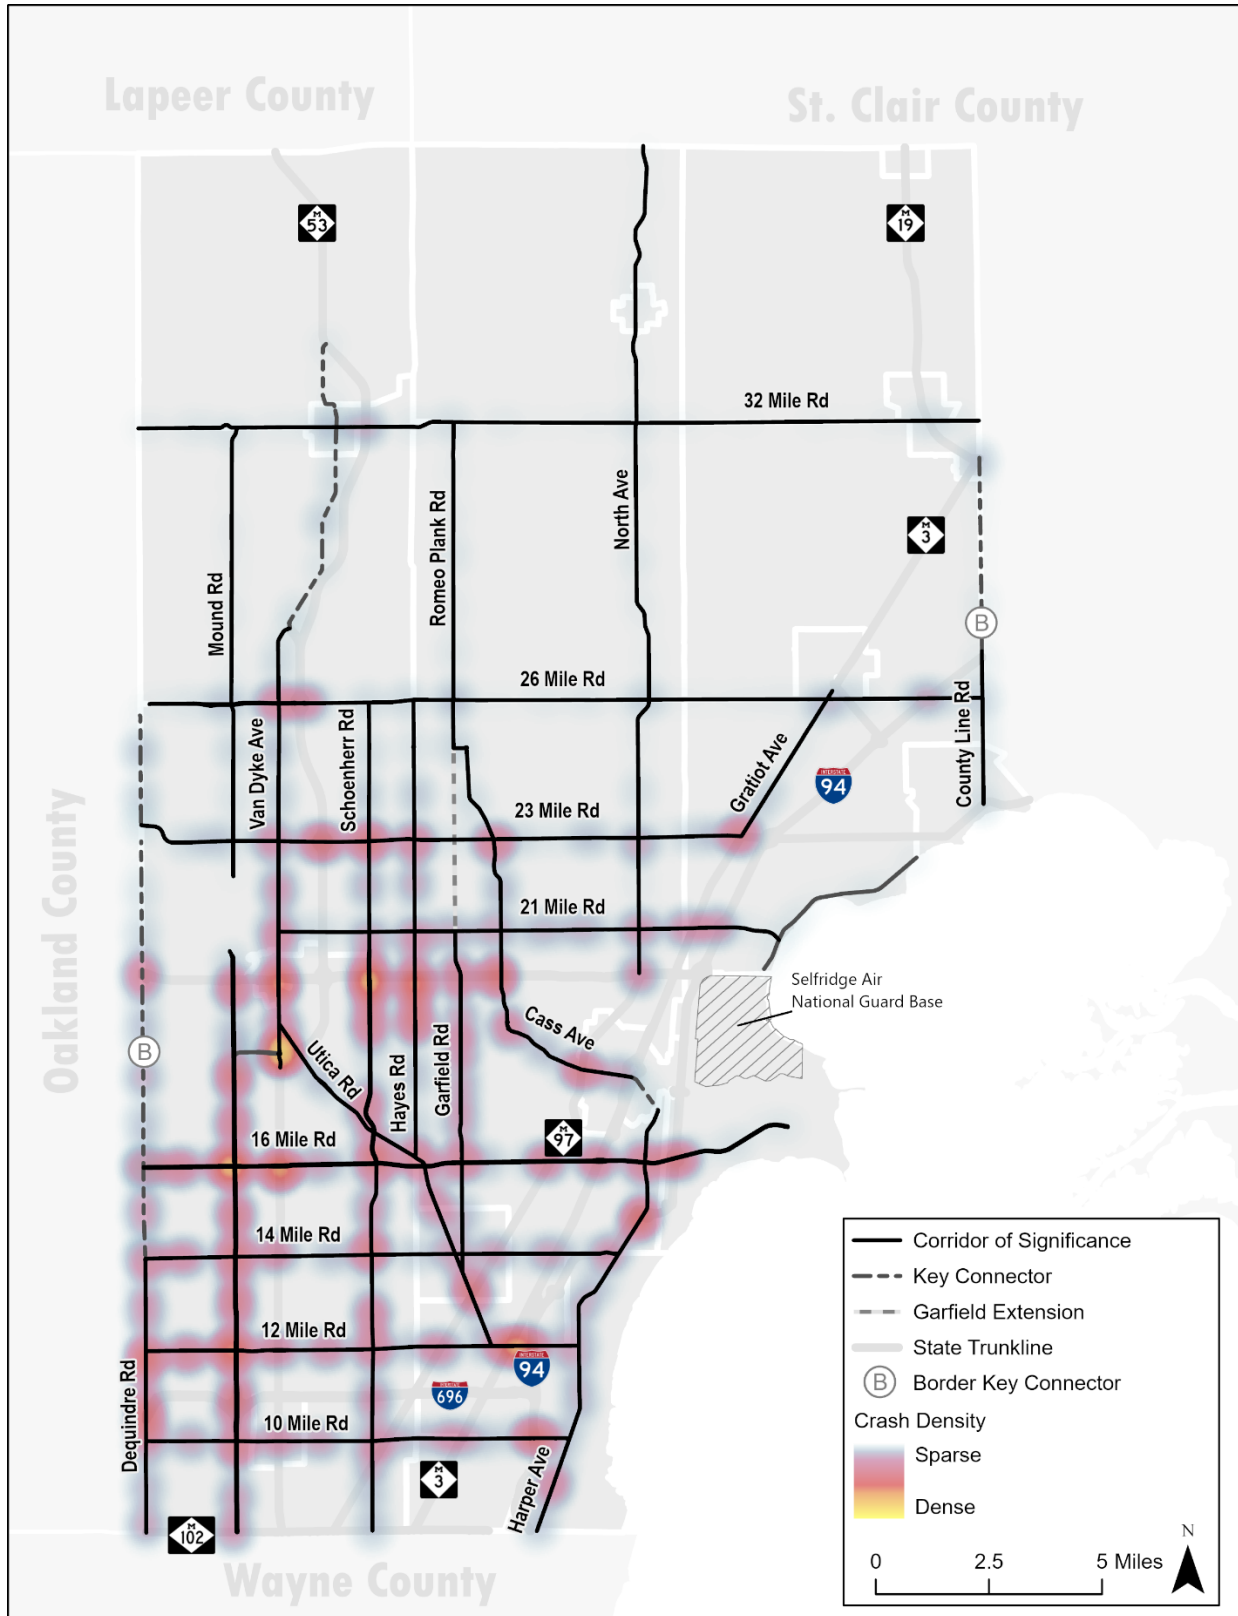 Lapeer County
St. Clair County
M
53
M
19
32 Mile Rd
Romeo Plank Rd
North Ave
M
3
Mound Rd
B
26 Mile Rd
Van Dyke Ave
Schoenherr Rd
County Line Rd
Gratiot Ave
INTERSTATE
94
23 Mile Rd
Oakland County
21 Mile Rd
Selfridge Air
National Guard Base
Cass Ave
B
Utica Rd
Hayes Rd
Garfield Rd
16 Mile Rd
M
97
14 Mile Rd
12 Mile Rd
INTERSTATE
94
INTERSTATE
696
Dequindre Rd
10 Mile Rd
M
3
Harper Ave
M
102
Wayne County
Corridor of Significance
Key Connector
Garfield Extension
State Trunkline
B
Border Key Connector
Crash Density
Sparse
Dense
N
0 2.5 5 Miles